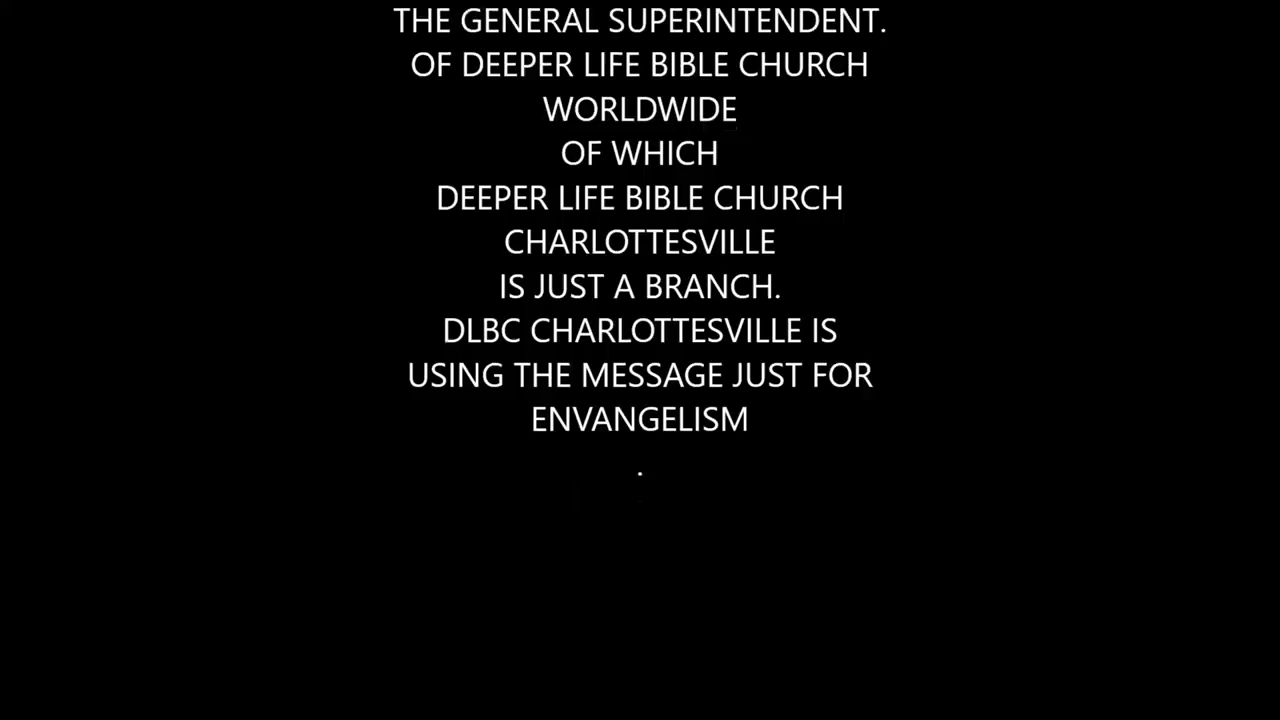 THE GENERAL SUPERINTENDENT.
OF DEEPER LIFE BIBLE CHURCH
WORLDWIDE
OF WHICH
DEEPER LIFE BIBLE CHURCH
CHARLOTTESVILLE
IS JUST A BRANCH.
DLBC CHARLOTTESVILLE IS
USING THE MESSAGE JUST FOR
ENVANGELISM
.